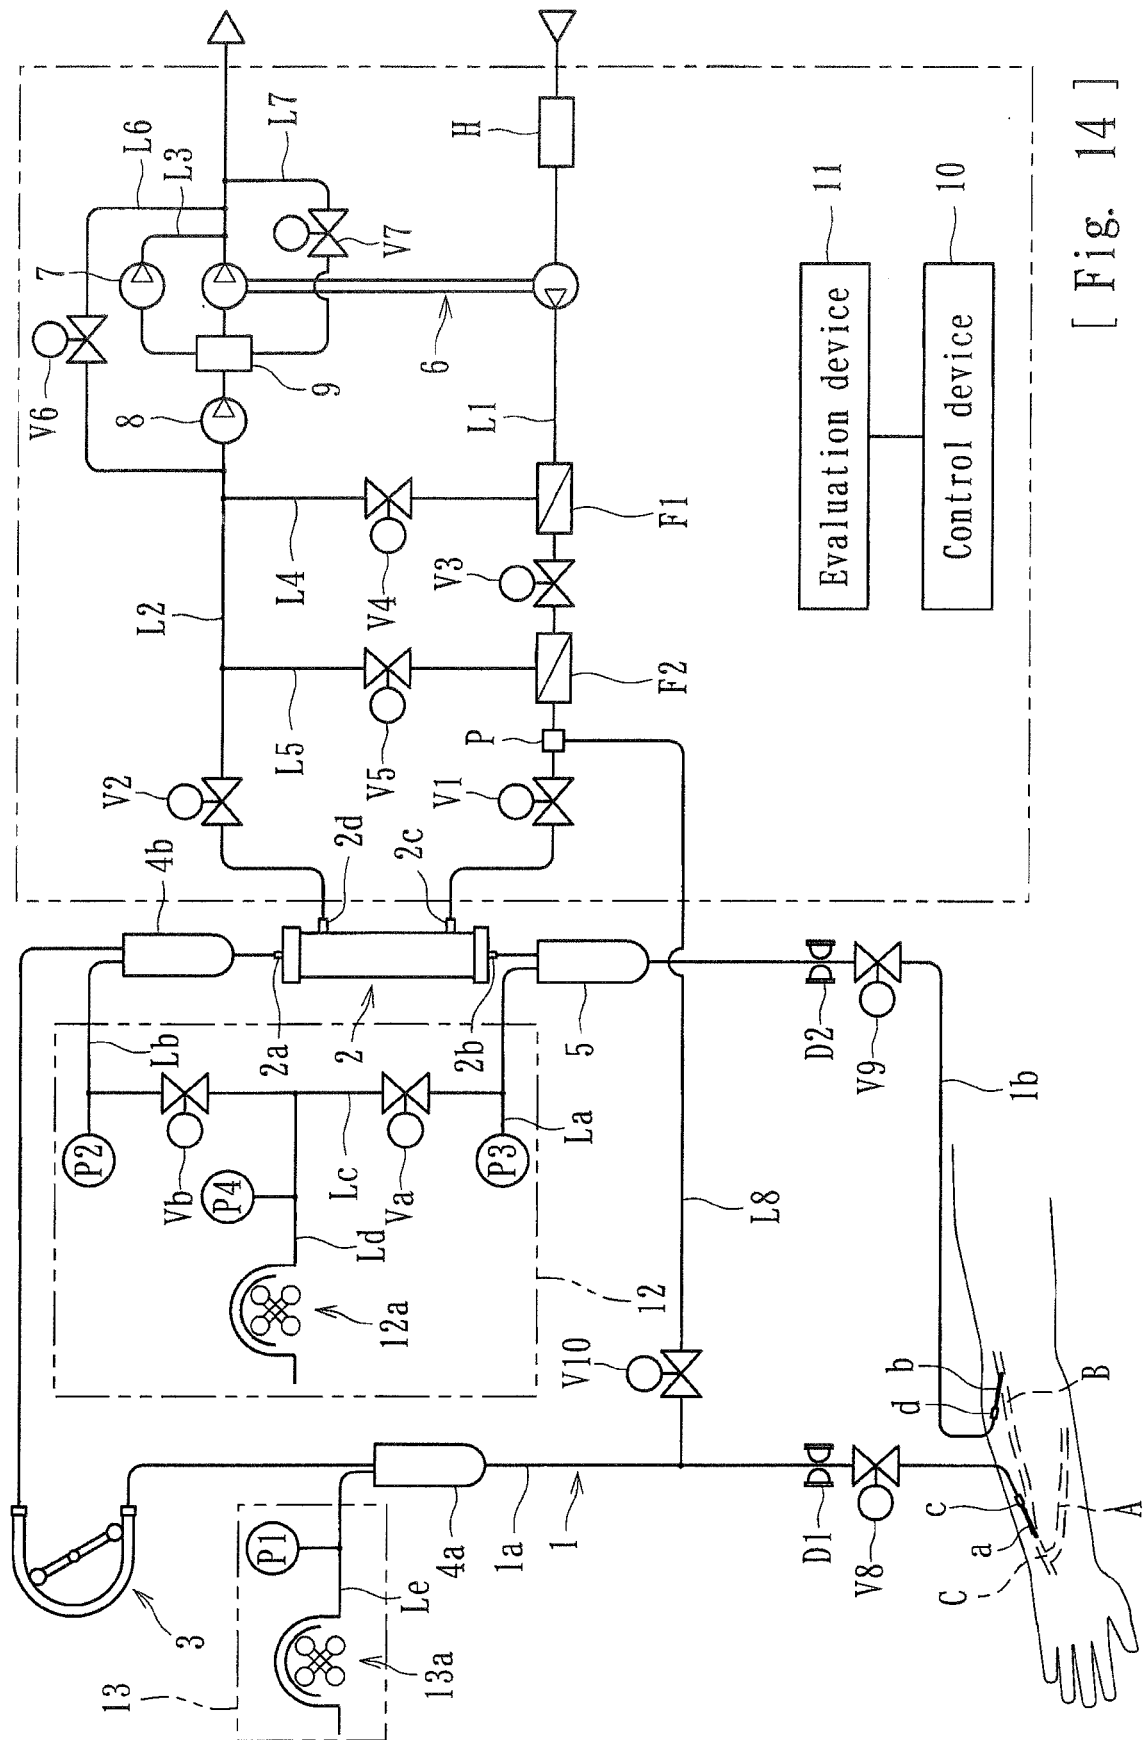 [ Fig. 14 ]
13
3
13a
Le
P1
4a
1a
1
D1
V8
C
a
c
A
B
b
d
12
12a
V10
Ld
P4
Lc
Vb
Va
P2
P3
La
Lb
L8
1b
V9
D2
5
2
2a
2b
4b
2d
2c
V2
V1
P
L5
V5
F2
L2
L4
V4
V3
F1
V6
8
9
7
L6
L3
L7
V7
6
L1
H
Evaluation device
11
Control device
10